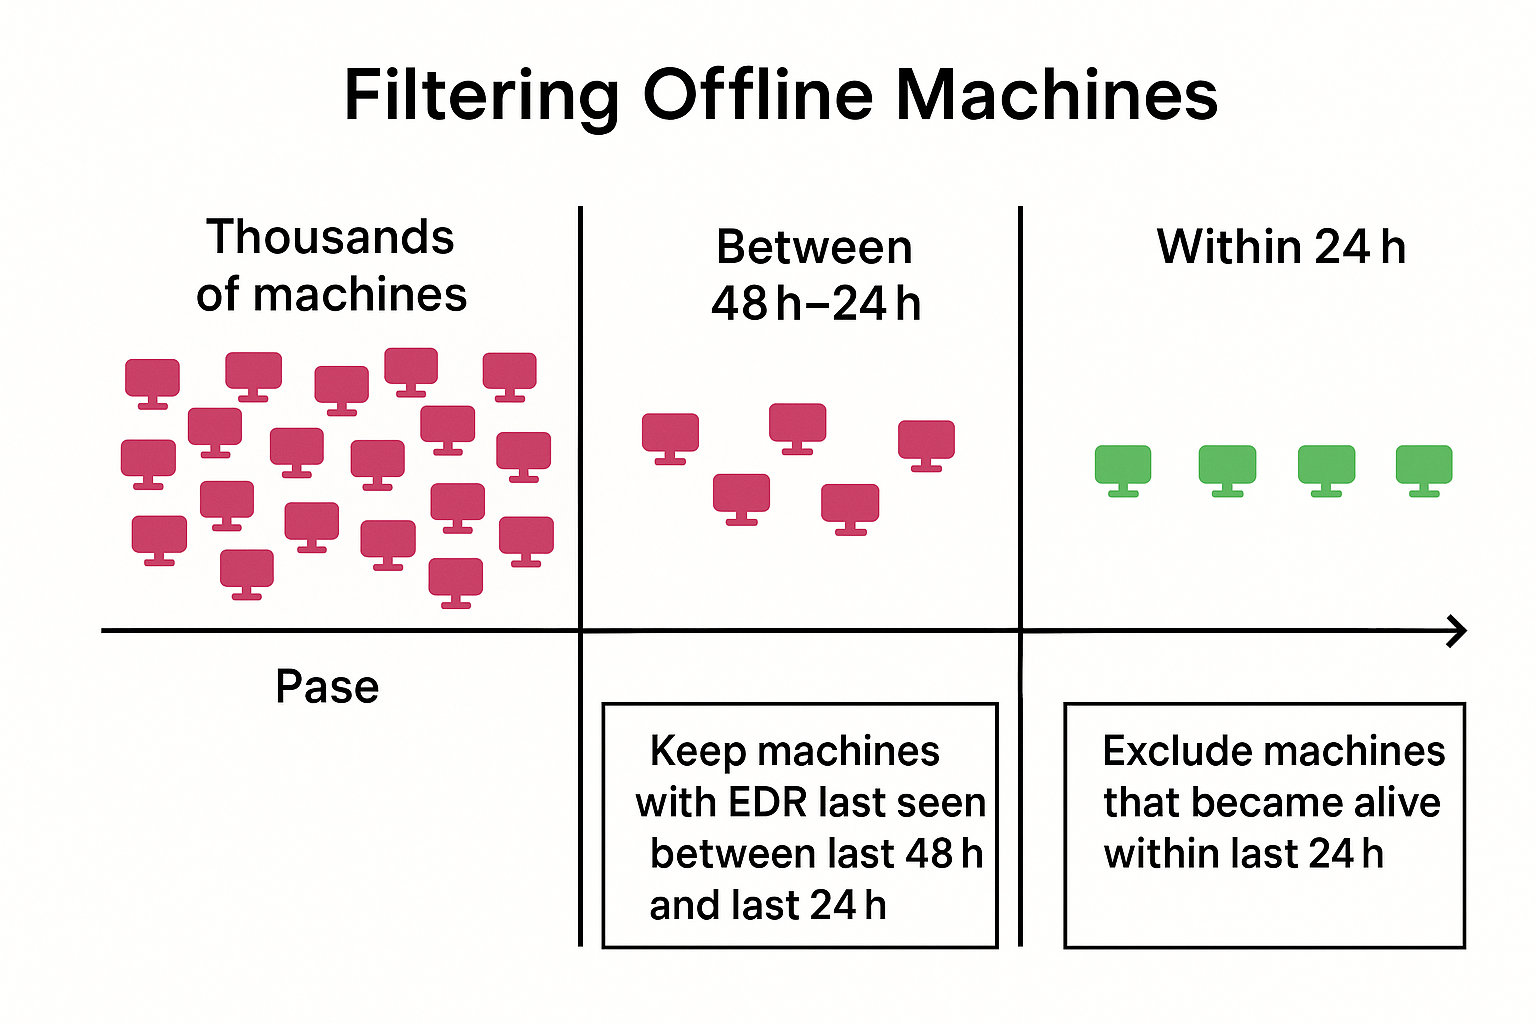 Filtering Offline Machines
Thousands
of machines
Between
48 h–24 h
Within 24 h
Pase
Keep machines
with EDR last seen
between last 48 h
and last 24 h
Exclude machines
that became alive
within last 24 h